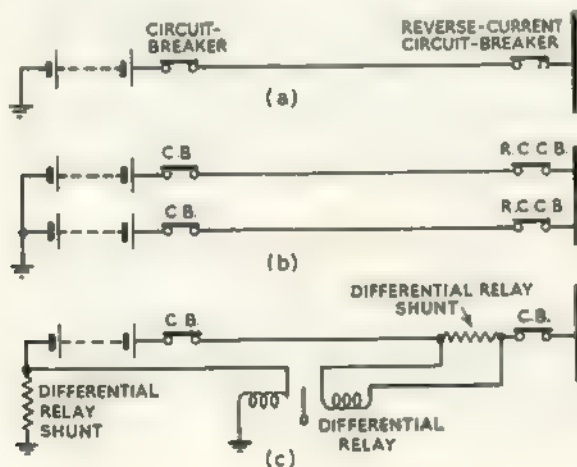 CIRCUIT-
BREAKER
REVERSE-CURRENT
CIRCUIT-BREAKER
(a)
C.B.
R.C.C.B.
C.B.
R.C.C.B
(b)
DIFFERENTIAL RELAY
SHUNT
C.B.
C.B.
DIFFERENTIAL
RELAY
SHUNT
DIFFERENTIAL
RELAY
(c)